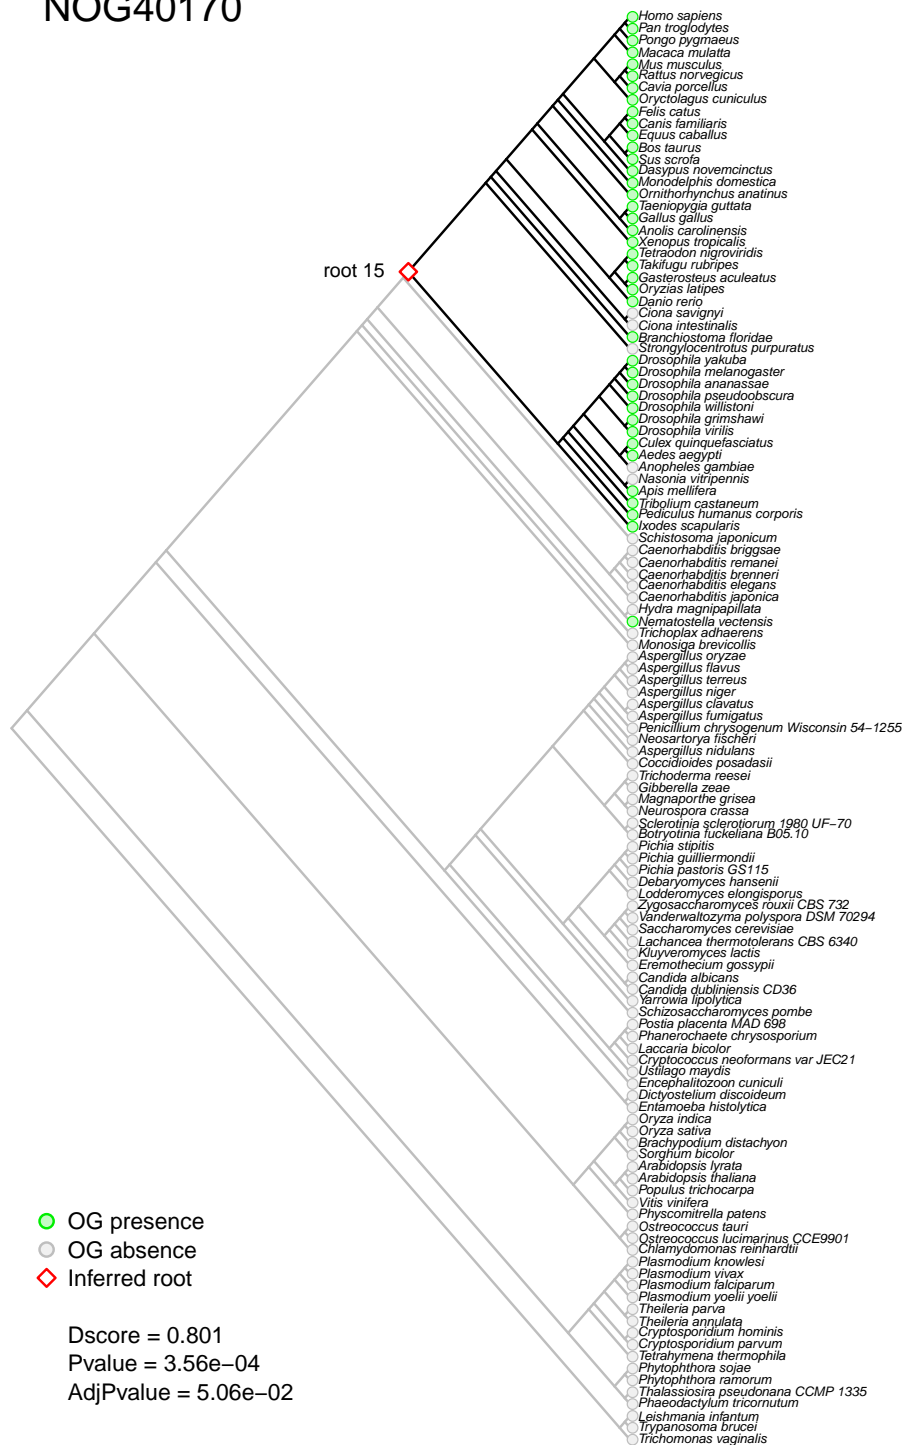 NOG40170
Homo sapiens
Pan troglodytes
Pongo pygmaeus
Macaca mulatta
Mus musculus
Rattus norvegicus
Cavia porcellus
Oryctolagus cuniculus
Felis catus
Canis familiaris
Equus caballus
Bos taurus
Sus scrofa
Dasypus novemcinctus
Monodelphis domestica
Ornithorhynchus anatinus
Taeniopygia guttata
Gallus gallus
Anolis carolinensis
Xenopus tropicalis
Tetraodon nigroviridis
Takifugu rubripes
root 15
Gasterosteus aculeatus
Oryzias latipes
Danio rerio
Ciona savignyi
Ciona intestinalis
Branchiostoma floridae
Strongylocentrotus purpuratus
Drosophila yakuba
Drosophila melanogaster
Drosophila ananassae
Drosophila pseudoobscura
Drosophila willistoni
Drosophila grimshawi
Drosophila virilis
Culex quinquefasciatus
Aedes aegypti
Anopheles gambiae
Nasonia vitripennis
Apis mellifera
Tribolium castaneum
Pediculus humanus corporis
Ixodes scapularis
Schistosoma japonicum
Caenorhabditis briggsae
Caenorhabditis remanei
Caenorhabditis brenneri
Caenorhabditis elegans
Caenorhabditis japonica
Hydra magnipapillata
Nematostella vectensis
Trichoplax adhaerens
Monosiga brevicollis
Aspergillus oryzae
Aspergillus flavus
Aspergillus terreus
Aspergillus niger
Aspergillus clavatus
Aspergillus fumigatus
Penicillium chrysogenum Wisconsin 54−1255
Neosartorya fischeri
Aspergillus nidulans
Coccidioides posadasii
Trichoderma reesei
Gibberella zeae
Magnaporthe grisea
Neurospora crassa
Sclerotinia sclerotiorum 1980 UF−70
Botryotinia fuckeliana B05.10
Pichia stipitis
Pichia guilliermondii
Pichia pastoris GS115
Debaryomyces hansenii
Lodderomyces elongisporus
Zygosaccharomyces rouxii CBS 732
Vanderwaltozyma polyspora DSM 70294
Saccharomyces cerevisiae
Lachancea thermotolerans CBS 6340
Kluyveromyces lactis
Eremothecium gossypii
Candida albicans
Candida dubliniensis CD36
Yarrowia lipolytica
Schizosaccharomyces pombe
Postia placenta MAD 698
Phanerochaete chrysosporium
Laccaria bicolor
Cryptococcus neoformans var JEC21
Ustilago maydis
Encephalitozoon cuniculi
Dictyostelium discoideum
Entamoeba histolytica
Oryza indica
Oryza sativa
Brachypodium distachyon
Sorghum bicolor
Arabidopsis lyrata
Arabidopsis thaliana
Populus trichocarpa
Vitis vinifera
Physcomitrella patens
Ostreococcus tauri
Ostreococcus lucimarinus CCE9901
Chlamydomonas reinhardtii
Plasmodium knowlesi
Plasmodium vivax
Plasmodium falciparum
Plasmodium yoelii yoelii
Theileria parva
Theileria annulata
Cryptosporidium hominis
Cryptosporidium parvum
Tetrahymena thermophila
Phytophthora sojae
Phytophthora ramorum
Thalassiosira pseudonana CCMP 1335
Phaeodactylum tricornutum
Leishmania infantum
Trypanosoma brucei
Trichomonas vaginalis
OG presence
OG absence
Inferred root
Dscore = 0.801
Pvalue = 3.56e−04
AdjPvalue = 5.06e−02